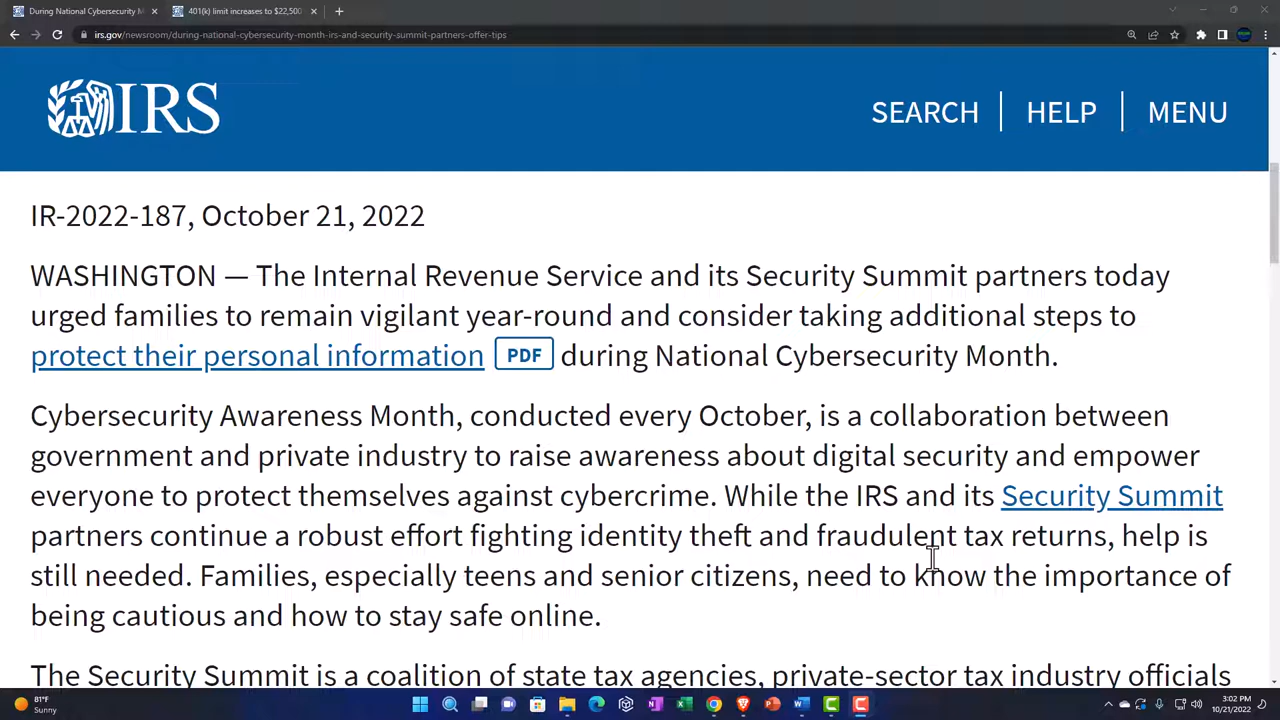 During National Cybersecurity M
401(k) limit increases to $22,500
irs.gov/newsroom/during-national-cybersecurity-month-irs-and-security-summit-partners-offer-tips
IRS
SEARCH
HELP
MENU
IR-2022-187, October 21, 2022
WASHINGTON — The Internal Revenue Service and its Security Summit partners today
urged families to remain vigilant year-round and consider taking additional steps to
protect their personal information PDF during National Cybersecurity Month.
Cybersecurity Awareness Month, conducted every October, is a collaboration between
government and private industry to raise awareness about digital security and empower
everyone to protect themselves against cybercrime. While the IRS and its Security Summit
partners continue a robust effort fighting identity theft and fraudulent tax returns, help is
still needed. Families, especially teens and senior citizens, need to know the importance of
being cautious and how to stay safe online.
The Security Summit is a coalition of state tax agencies, private-sector tax industry officials
81°F
Sunny
3:02 PM
10/21/2022